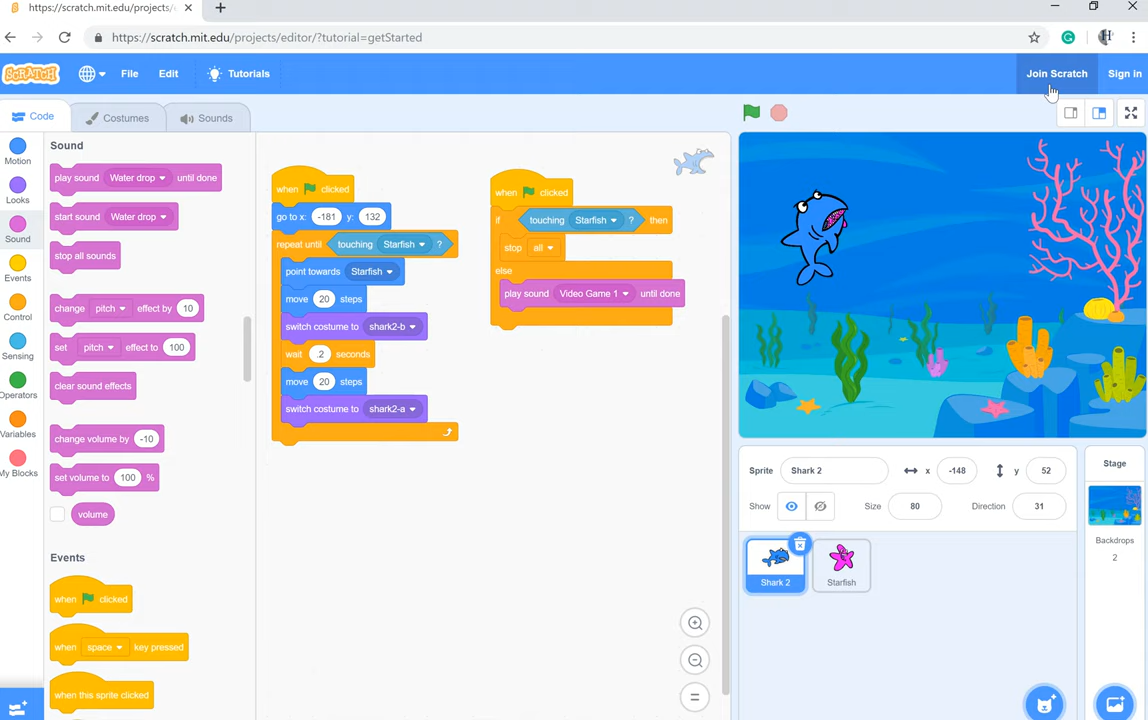 https://scratch.mit.edu/projects/
https://scratch.mit.edu/projects/editor/?tutorial=getStarted
SCRATCH File Edit Tutorials Join Scratch Sign in
Code Costumes Sounds
Motion
Looks
Sound
Events
Control
Sensing
Operators
Variables
My Blocks
Sound
play sound Water drop until done
start sound Water drop
stop all sounds
change pitch effect by 10
set pitch effect to 100
clear sound effects
change volume by -10
set volume to 100 %
volume
Events
when clicked
when space key pressed
when this sprite clicked
when clicked
go to x: -181 y: 132
repeat until touching Starfish ?
point towards Starfish
move 20 steps
switch costume to shark2-b
wait .2 seconds
move 20 steps
switch costume to shark2-a
when clicked
if touching Starfish ? then
stop all
else
play sound Video Game 1 until done
Sprite Shark 2 x -148 y 52
Show Size 80 Direction 31
Shark 2
Starfish
Stage
Backdrops
2